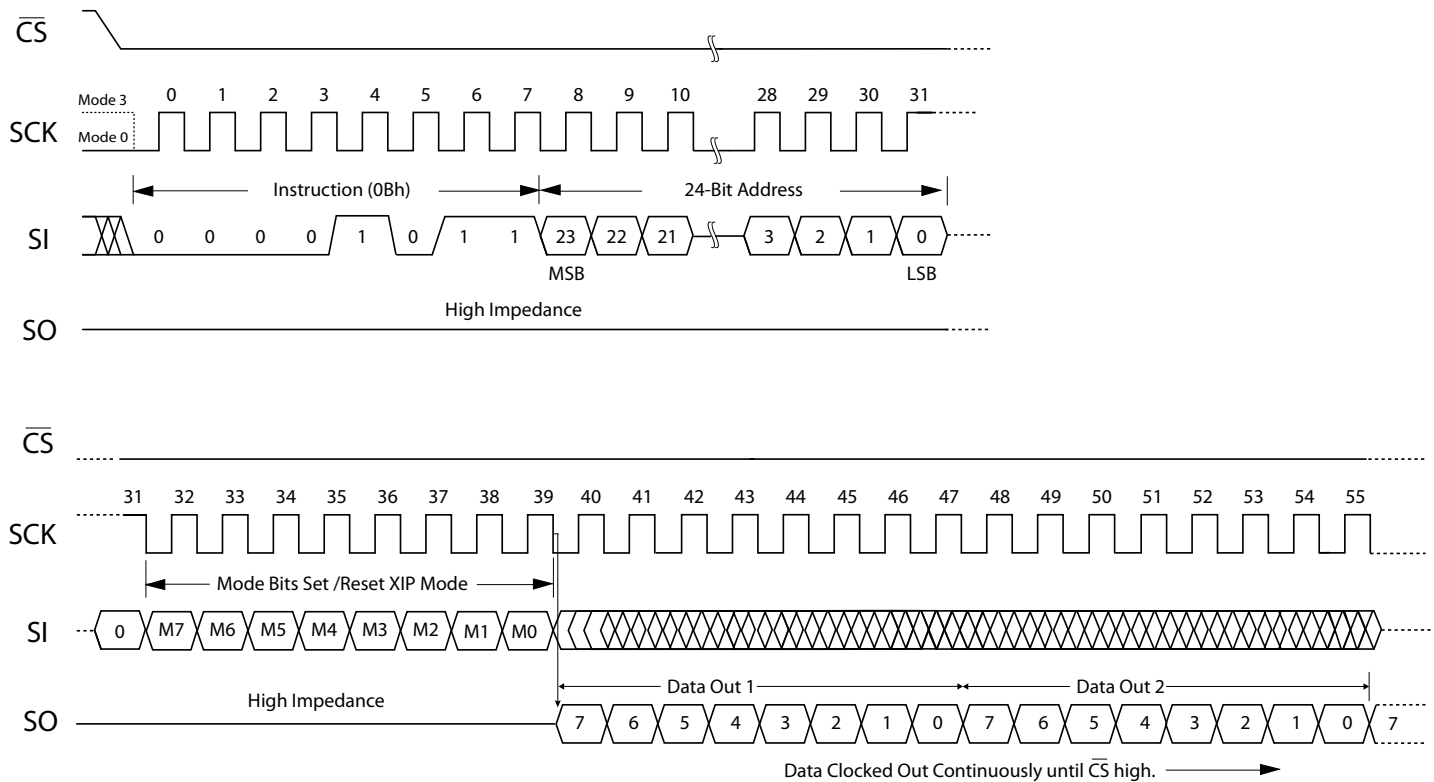 CS
Mode 3
Mode 0
SCK
0 1 2 3 4 5 6 7 8 9 10 28 29 30 31
Instruction (0Bh) 24-Bit Address
SI
0 0 0 0 1 0 1 1 23 22 21 3 2 1 0
MSB LSB
High Impedance
SO
CS
31 32 33 34 35 36 37 38 39 40 41 42 43 44 45 46 47 48 49 50 51 52 53 54 55
SCK
Mode Bits Set /Reset XIP Mode
SI
0 M7 M6 M5 M4 M3 M2 M1 M0
Data Out 1 Data Out 2
High Impedance
SO
7 6 5 4 3 2 1 0 7 6 5 4 3 2 1 0 7
Data Clocked Out Continuously until CS high.